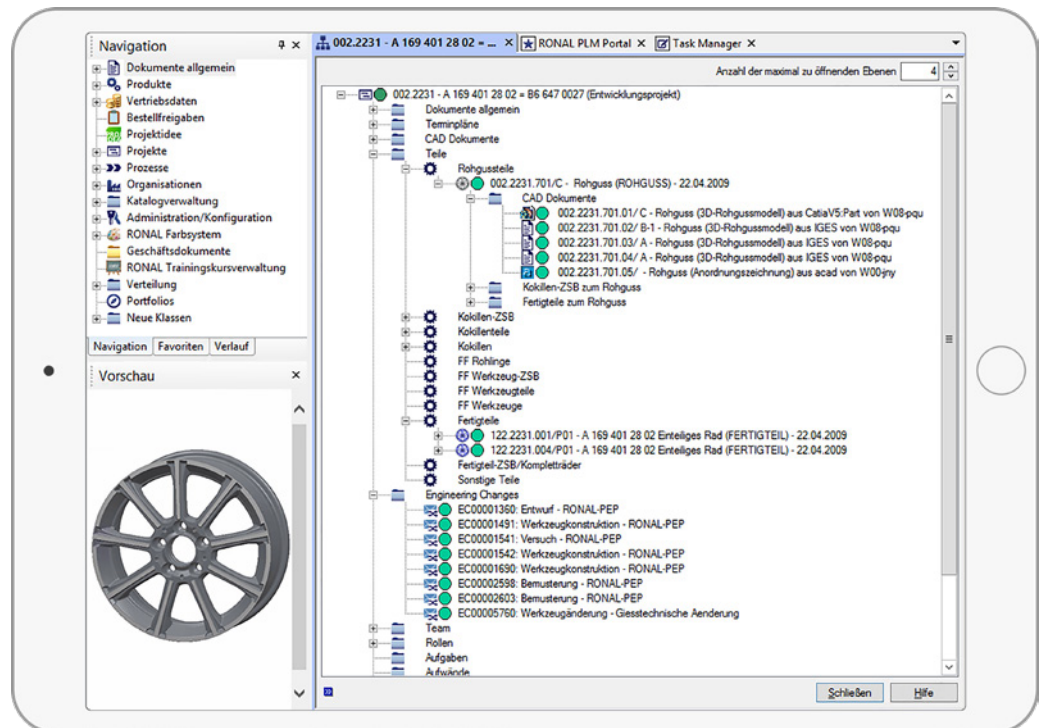 Navigation
Dokumente allgemein
Produkte
Vertriebsdaten
Bestellfreigaben
Projektidee
Projekte
Prozesse
Organisationen
Katalogverwaltung
Administration/Konfiguration
RONAL Farbsystem
Geschäftsdokumente
RONAL Trainingskursverwaltung
Verteilung
Portfolios
Neue Klassen
Navigation Favoriten Verlauf
Vorschau
002.2231 - A 169 401 28 02 = ... RONAL PLM Portal Task Manager
Anzahl der maximal zu öffnenden Ebenen 4
002.2231 - A 169 401 28 02 = B6 647 0027 (Entwicklungsprojekt)
Dokumente allgemein
Terminpläne
CAD Dokumente
Teile
Rohgussteile
002.2231.701/C - Rohguss (ROHGUSS) - 22.04.2009
CAD Dokumente
002.2231.701.01/ C - Rohguss (3D-Rohgussmodell) aus CatiaV5:Part von W08-pqu
002.2231.701.02/ B-1 - Rohguss (3D-Rohgussmodell) aus IGES von W08-pqu
002.2231.701.03/ A - Rohguss (3D-Rohgussmodell) aus IGES von W08-pqu
002.2231.701.04/ A - Rohguss (3D-Rohgussmodell) aus IGES von W08-pqu
002.2231.701.05/ - Rohguss (Anordnungszeichnung) aus acad von W00-jny
Kokillen-ZSB zum Rohguss
Fertigteile zum Rohguss
Kokillen-ZSB
Kokillenteile
Kokillen
FF Rohlinge
FF Werkzeug-ZSB
FF Werkzeugteile
FF Werkzeuge
Fertigteile
122.2231.001/P01 - A 169 401 28 02 Einteiliges Rad (FERTIGTEIL) - 22.04.2009
122.2231.004/P01 - A 169 401 28 02 Einteiliges Rad (FERTIGTEIL) - 22.04.2009
Fertigteil-ZSB/Kompletträder
Sonstige Teile
Engineering Changes
EC00001360: Entwurf - RONAL-PEP
EC00001491: Werkzeugkonstruktion - RONAL-PEP
EC00001541: Versuch - RONAL-PEP
EC00001542: Werkzeugkonstruktion - RONAL-PEP
EC00001690: Werkzeugkonstruktion - RONAL-PEP
EC00002598: Bemusterung - RONAL-PEP
EC00002603: Bemusterung - RONAL-PEP
EC00005760: Werkzeugänderung - Giesstechnische Aenderung
Team
Rollen
Aufgaben
Aufwände
Schließen Hilfe